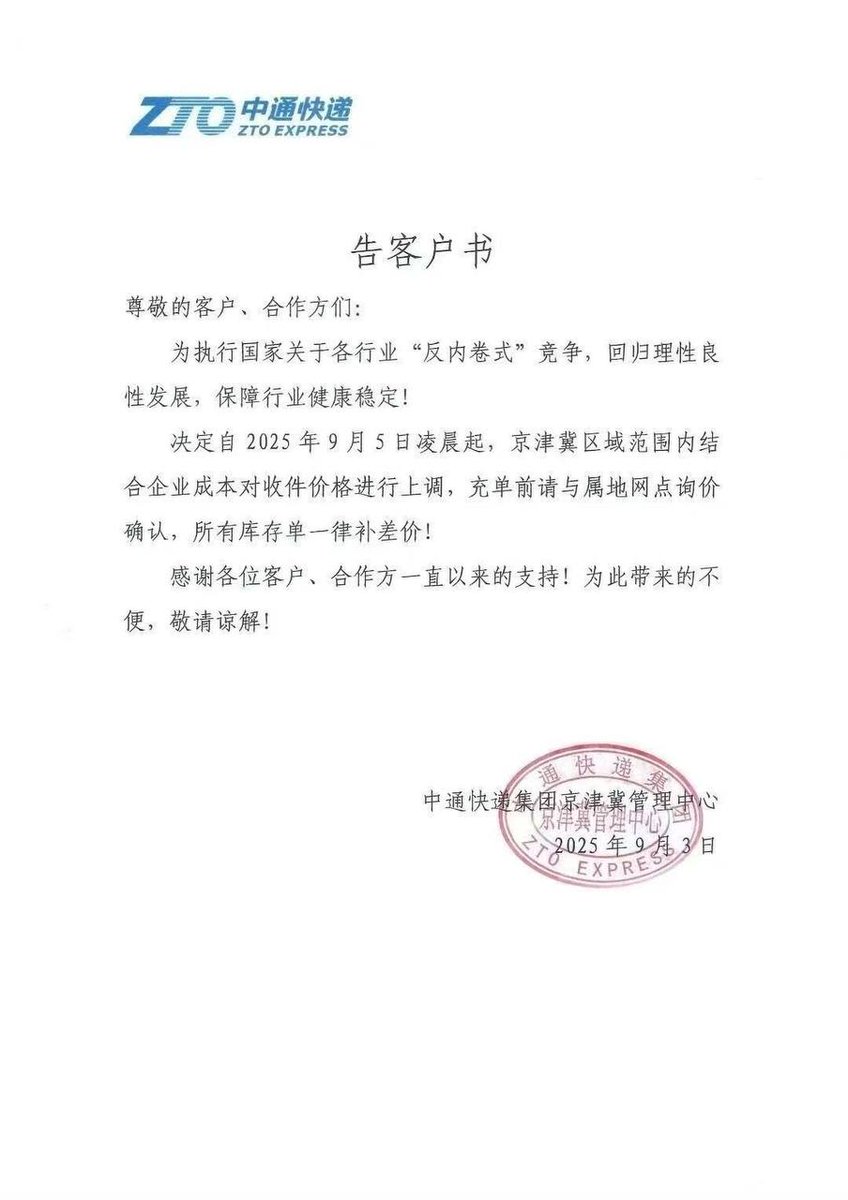 ZTO 中通快递
ZTO EXPRESS
告客户书
尊敬的客户、合作方们：
为执行国家关于各行业“反内卷式”竞争，回归理性良
性发展，保障行业健康稳定！
决定自 2025 年 9 月 5 日凌晨起，京津冀区域范围内结
合企业成本对收件价格进行上调，充单前请与属地网点询价
确认，所有库存单一律补差价！
感谢各位客户、合作方一直以来的支持！为此带来的不
便，敬请谅解！
中通快递集团京津冀管理中心
2025 年 9 月 3 日
中通快递集团
京津冀管理中心
ZTO EXPRESS